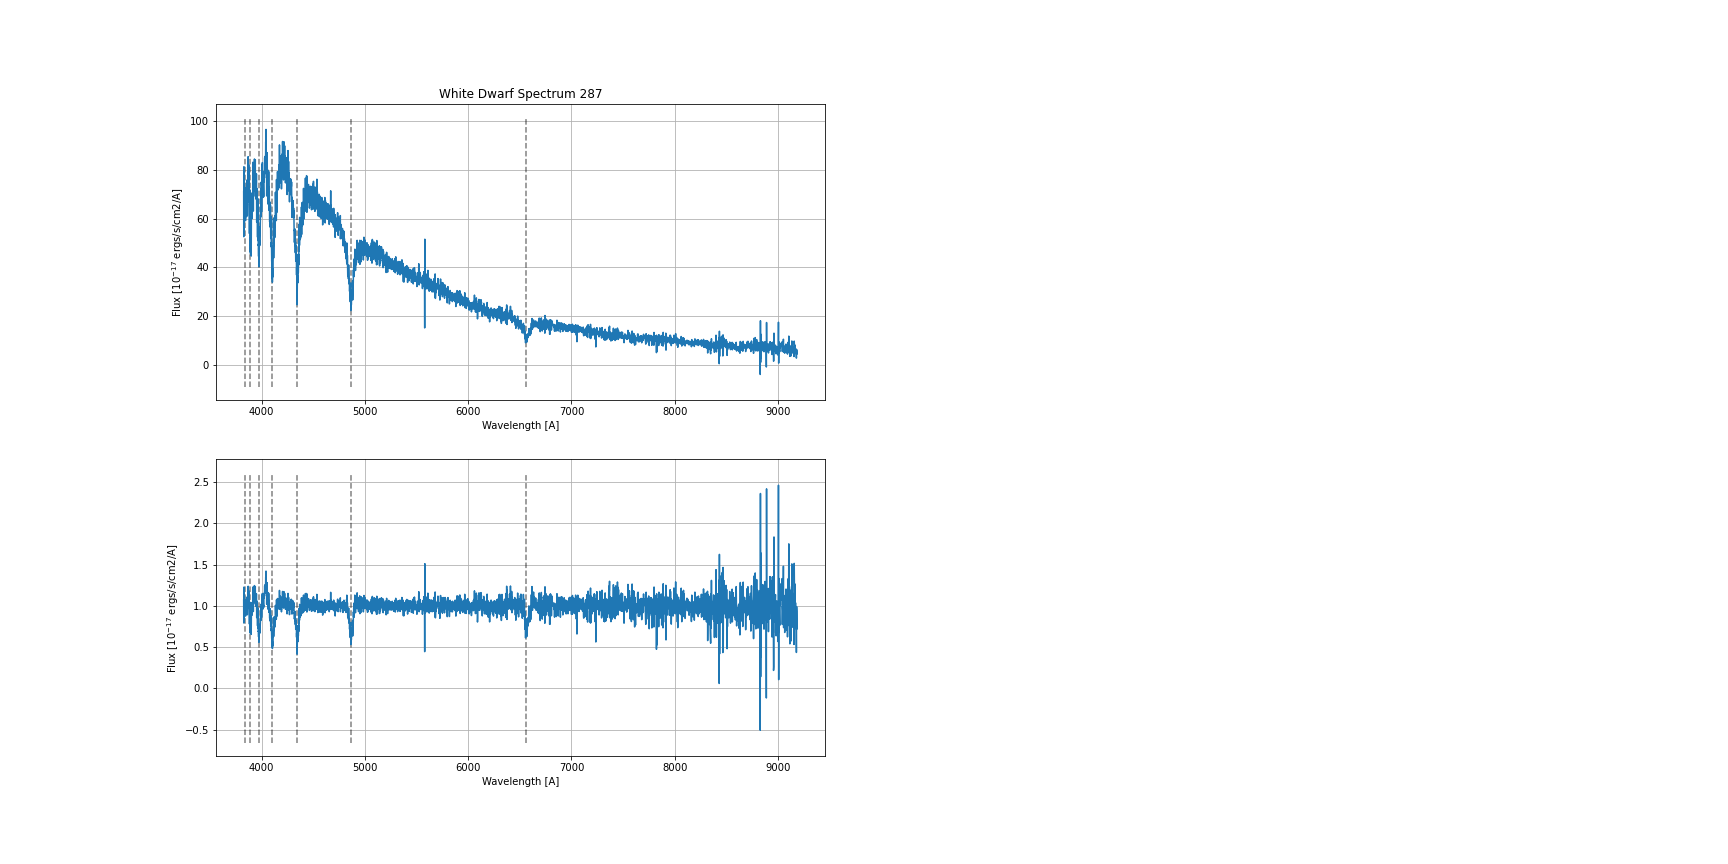 White Dwarf Spectrum 287
Flux [10⁻¹⁷ ergs/s/cm2/A]
100
80
60
40
20
0
4000 5000 6000 7000 8000 9000
Wavelength [A]
Flux [10⁻¹⁷ ergs/s/cm2/A]
2.5
2.0
1.5
1.0
0.5
0.0
−0.5
4000 5000 6000 7000 8000 9000
Wavelength [A]